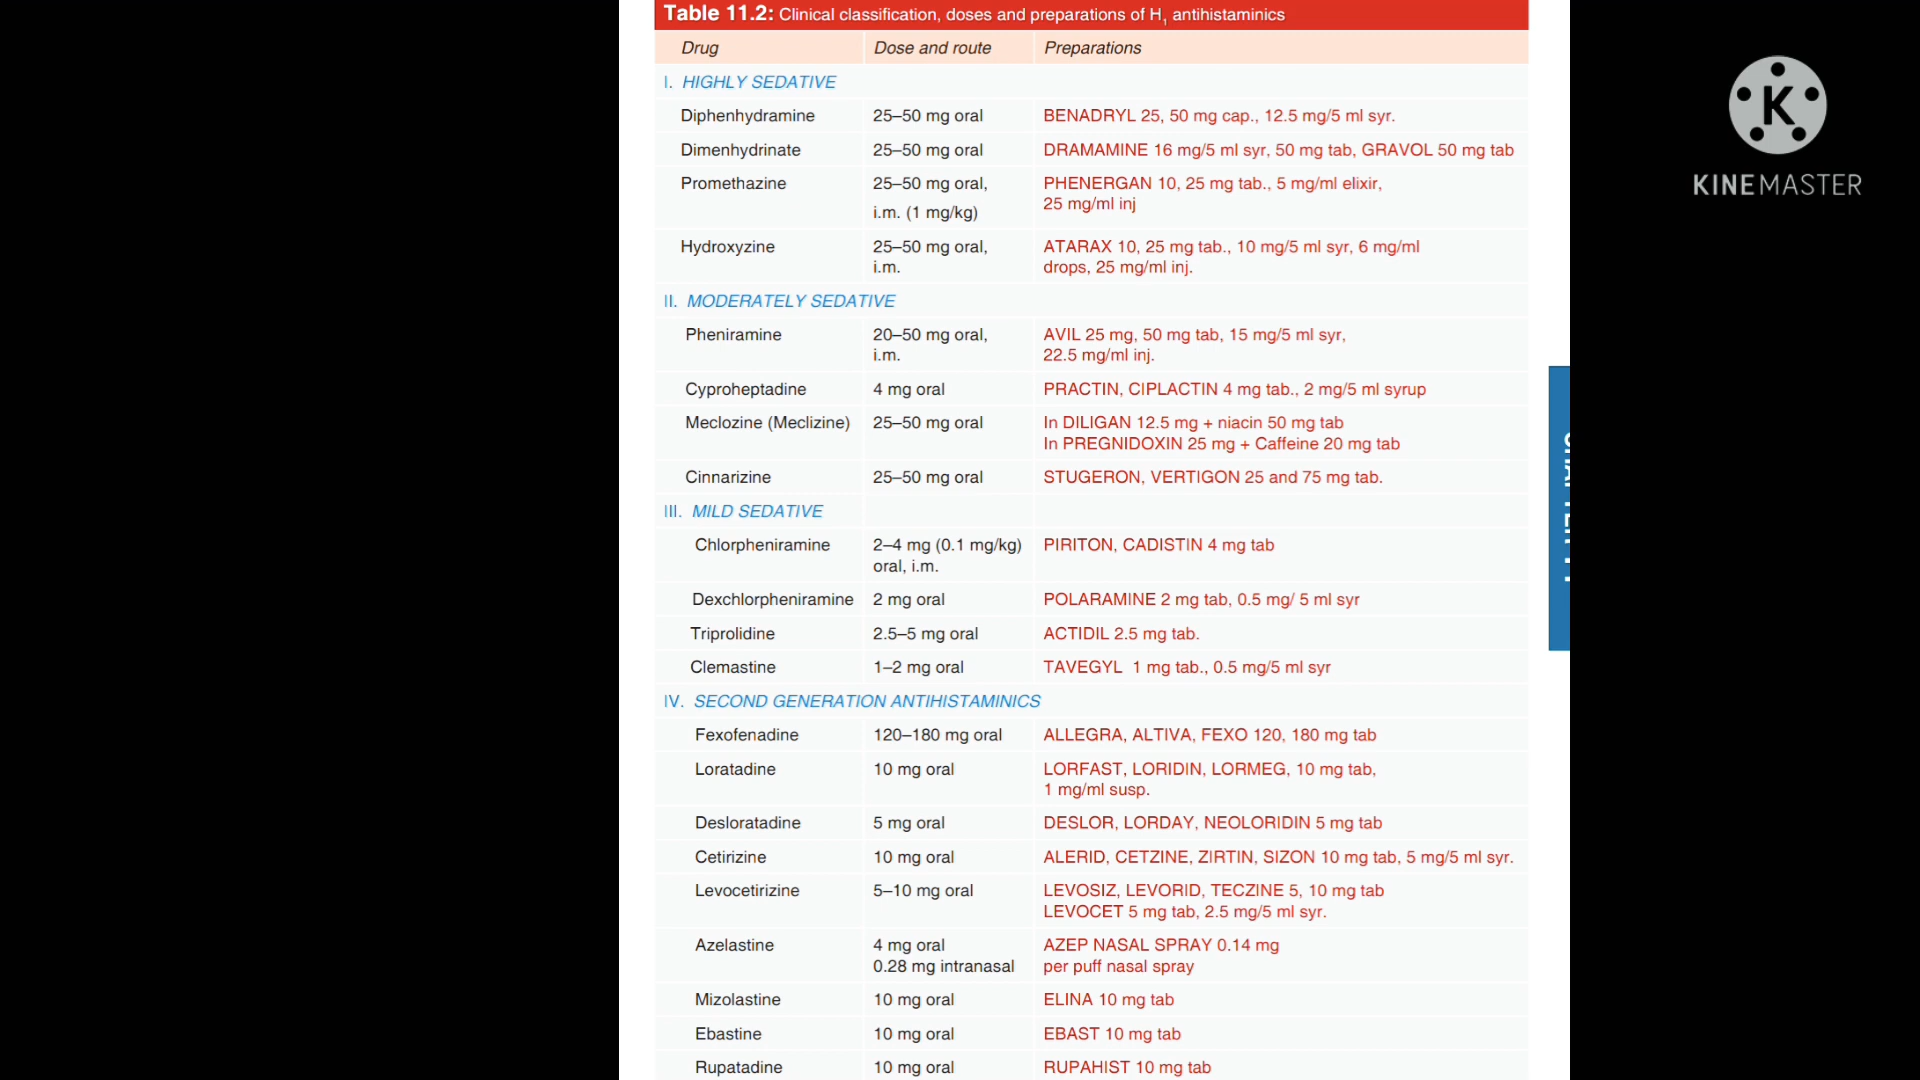 Table 11.2: Clinical classification, doses and preparations of H1 antihistaminics
Drug Dose and route Preparations
I. HIGHLY SEDATIVE
Diphenhydramine 25–50 mg oral BENADRYL 25, 50 mg cap., 12.5 mg/5 ml syr.
Dimenhydrinate 25–50 mg oral DRAMAMINE 16 mg/5 ml syr, 50 mg tab, GRAVOL 50 mg tab
Promethazine 25–50 mg oral, PHENERGAN 10, 25 mg tab., 5 mg/ml elixir,
i.m. (1 mg/kg) 25 mg/ml inj
Hydroxyzine 25–50 mg oral, ATARAX 10, 25 mg tab., 10 mg/5 ml syr, 6 mg/ml
i.m. drops, 25 mg/ml inj.
II. MODERATELY SEDATIVE
Pheniramine 20–50 mg oral, AVIL 25 mg, 50 mg tab, 15 mg/5 ml syr,
i.m. 22.5 mg/ml inj.
Cyproheptadine 4 mg oral PRACTIN, CIPLACTIN 4 mg tab., 2 mg/5 ml syrup
Meclozine (Meclizine) 25–50 mg oral In DILIGAN 12.5 mg + niacin 50 mg tab
In PREGNIDOXIN 25 mg + Caffeine 20 mg tab
Cinnarizine 25–50 mg oral STUGERON, VERTIGON 25 and 75 mg tab.
III. MILD SEDATIVE
Chlorpheniramine 2–4 mg (0.1 mg/kg) PIRITON, CADISTIN 4 mg tab
oral, i.m.
Dexchlorpheniramine 2 mg oral POLARAMINE 2 mg tab, 0.5 mg/ 5 ml syr
Triprolidine 2.5–5 mg oral ACTIDIL 2.5 mg tab.
Clemastine 1–2 mg oral TAVEGYL 1 mg tab., 0.5 mg/5 ml syr
IV. SECOND GENERATION ANTIHISTAMINICS
Fexofenadine 120–180 mg oral ALLEGRA, ALTIVA, FEXO 120, 180 mg tab
Loratadine 10 mg oral LORFAST, LORIDIN, LORMEG, 10 mg tab,
1 mg/ml susp.
Desloratadine 5 mg oral DESLOR, LORDAY, NEOLORIDIN 5 mg tab
Cetirizine 10 mg oral ALERID, CETZINE, ZIRTIN, SIZON 10 mg tab, 5 mg/5 ml syr.
Levocetirizine 5–10 mg oral LEVOSIZ, LEVORID, TECZINE 5, 10 mg tab
LEVOCET 5 mg tab, 2.5 mg/5 ml syr.
Azelastine 4 mg oral AZEP NASAL SPRAY 0.14 mg
0.28 mg intranasal per puff nasal spray
Mizolastine 10 mg oral ELINA 10 mg tab
Ebastine 10 mg oral EBAST 10 mg tab
Rupatadine 10 mg oral RUPAHIST 10 mg tab
K
KINEMASTER